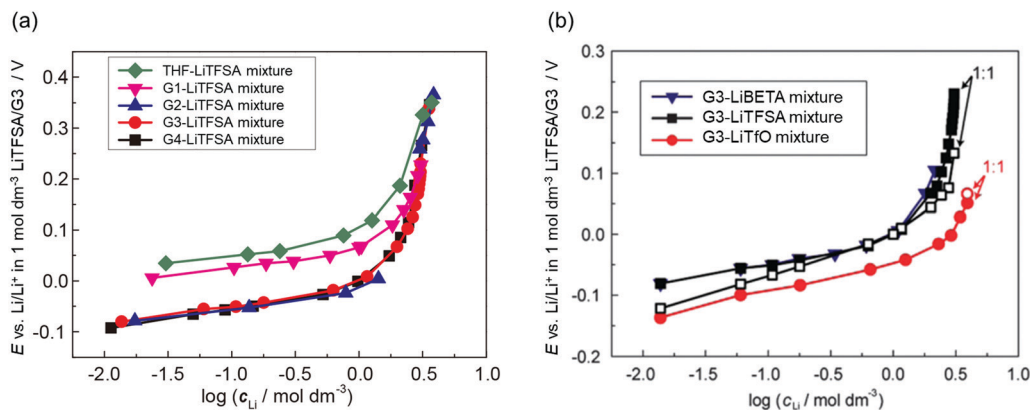 (a)
E vs. Li/Li⁺ in 1 mol dm⁻³ LiTFSA/G3 / V
0.4
0.3
0.2
0.1
0.0
-0.1
THF-LiTFSA mixture
G1-LiTFSA mixture
G2-LiTFSA mixture
G3-LiTFSA mixture
G4-LiTFSA mixture
-2.0 -1.5 -1.0 -0.5 0.0 0.5 1.0
log (c_Li / mol dm⁻³)
(b)
E vs. Li/Li⁺ in 1 mol dm⁻³ LiTFSA/G3 / V
0.3
0.2
0.1
0.0
-0.1
-0.2
G3-LiBETA mixture
G3-LiTFSA mixture
G3-LiTfO mixture
1:1
1:1
-2.0 -1.5 -1.0 -0.5 0.0 0.5 1.0
log (c_Li / mol dm⁻³)